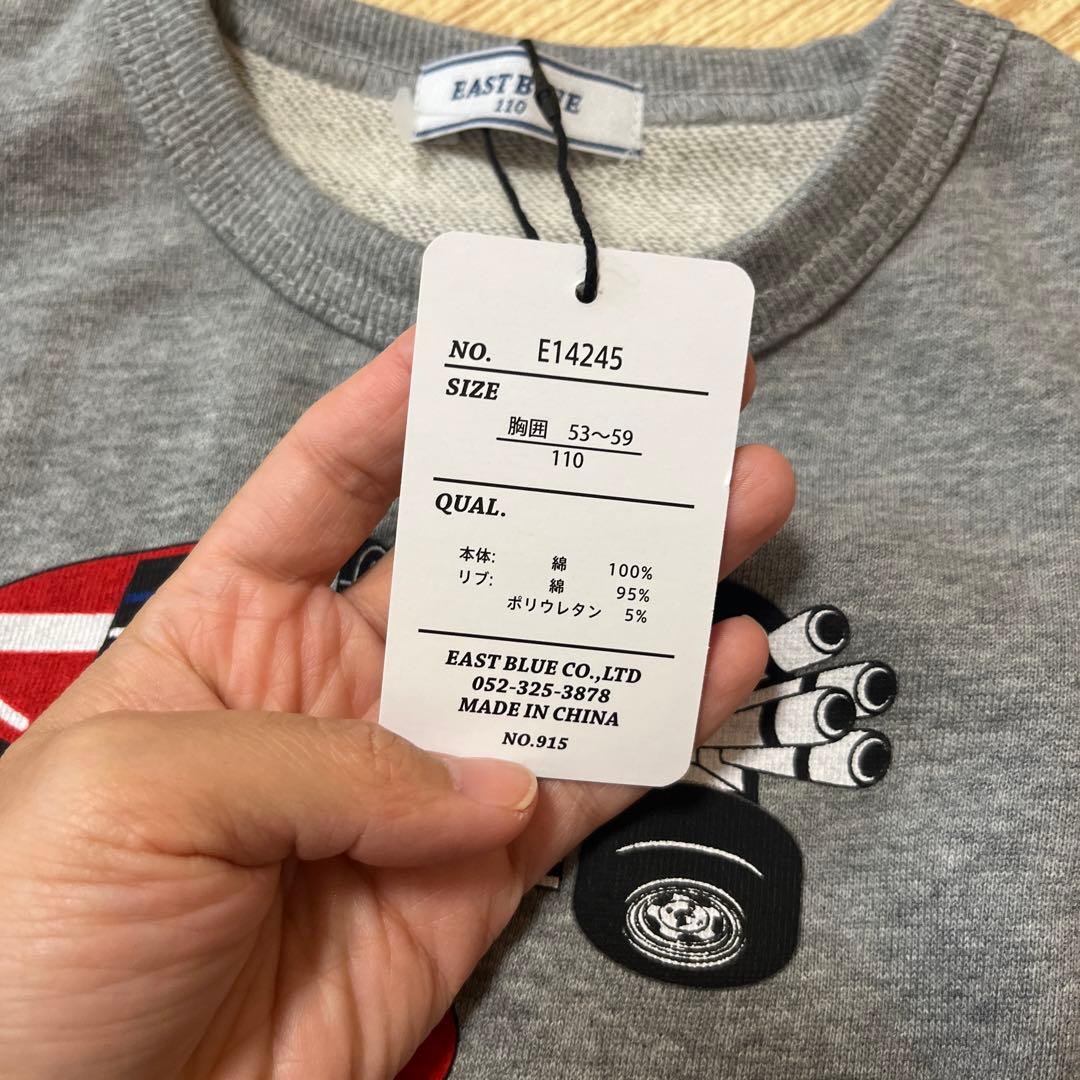 EAST BLUE
110
NO. E14245
SIZE
胸囲 53～59
110
QUAL.
本体: 綿 100%
リブ: 綿 95%
ポリウレタン 5%
EAST BLUE CO.,LTD
052-325-3878
MADE IN CHINA
NO.915